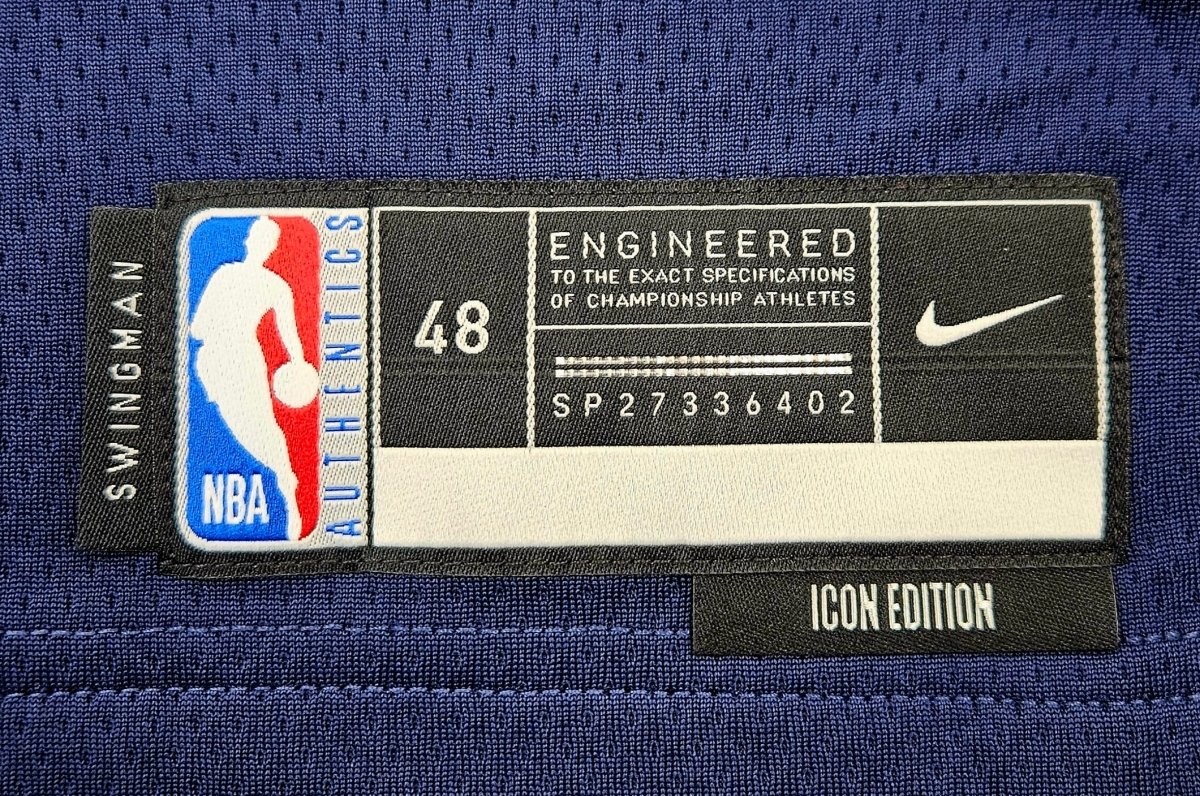 SWINGMAN
NBA
AUTHENTICS
48
ENGINEERED
TO THE EXACT SPECIFICATIONS
OF CHAMPIONSHIP ATHLETES
SP27336402
ICON EDITION